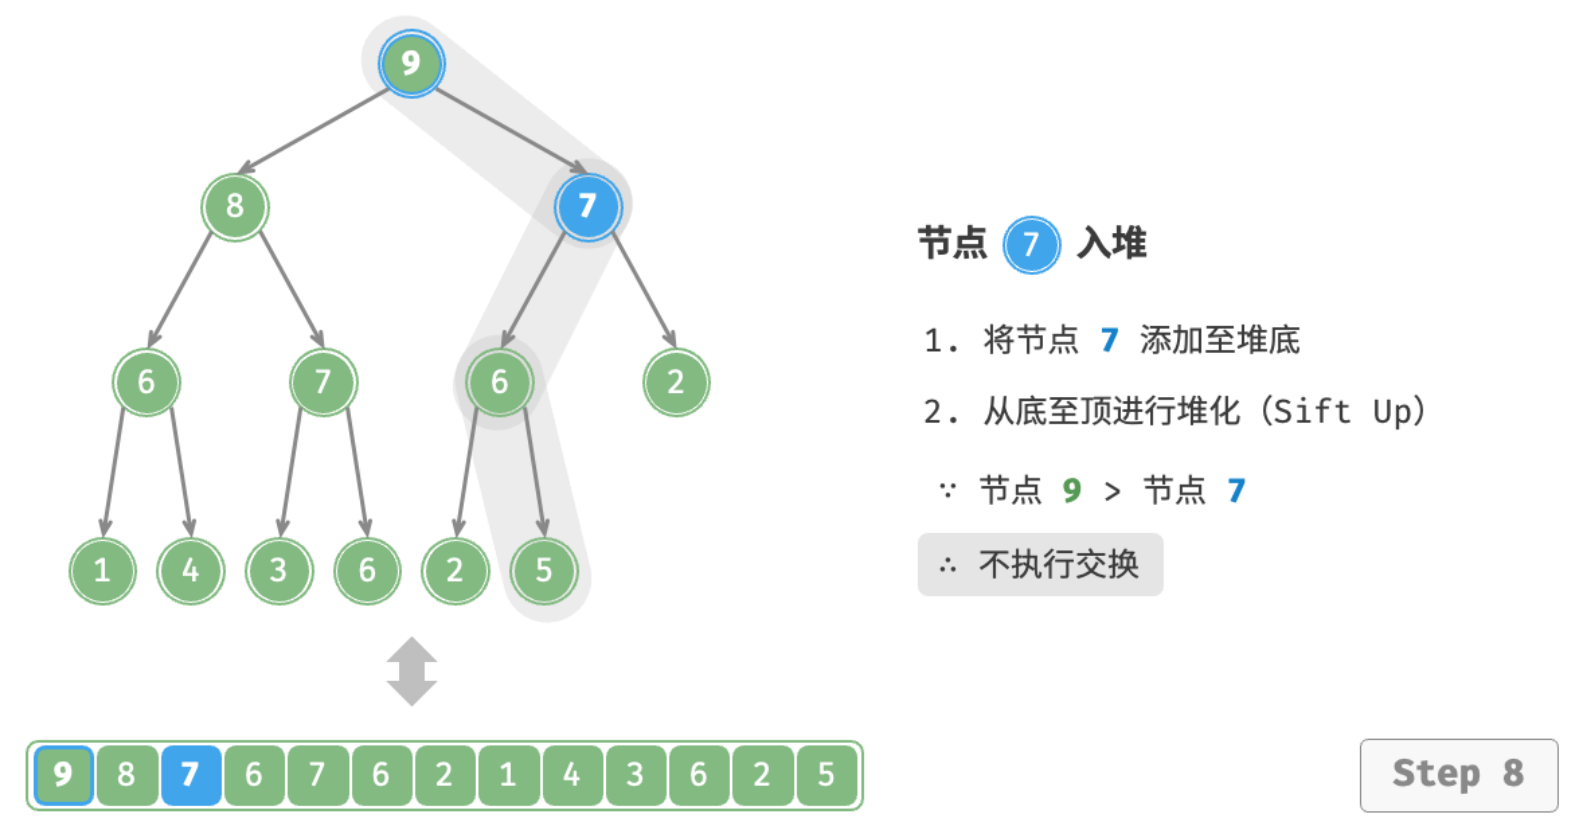 9
8 7
6 7 6 2
1 4 3 6 2 5
9 8 7 6 7 6 2 1 4 3 6 2 5
节点 7 入堆
1. 将节点 7 添加至堆底
2. 从底至顶进行堆化（Sift Up）
∵ 节点 9 > 节点 7
∴ 不执行交换
Step 8